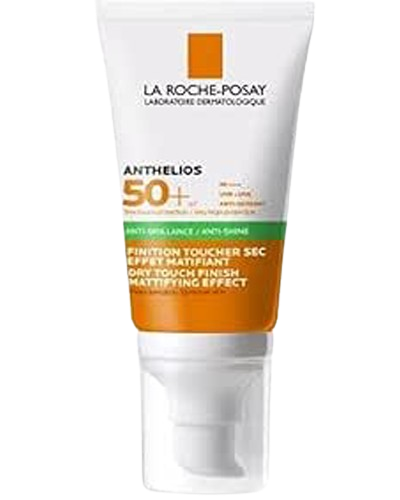 LA ROCHE-POSAY
LABORATOIRE DERMATOLOGIQUE
ANTHELIOS
50+
ANTI-BRILLANCE / ANTI-SHINE
FINITION TOUCHER SEC
EFFET MATIFIANT
DRY TOUCH FINISH
MATTIFYING EFFECT